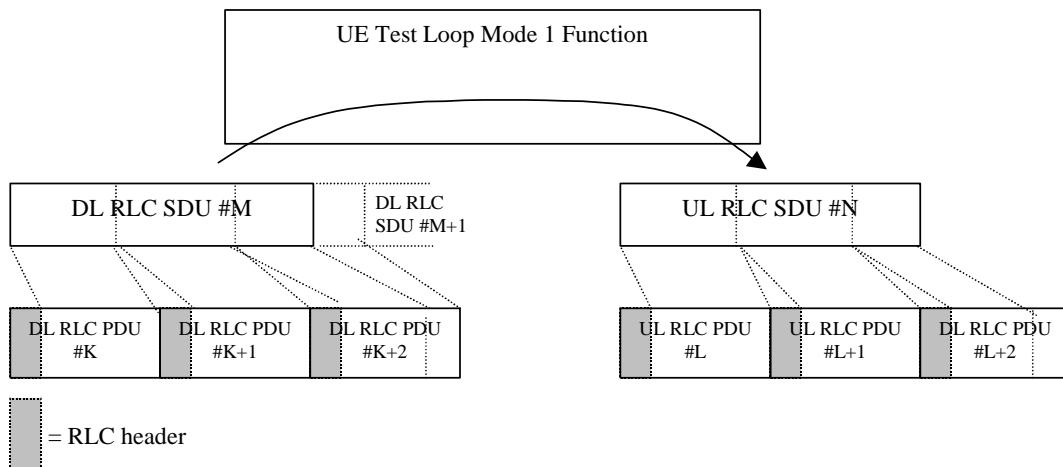 UE Test Loop Mode 1 Function
DL RLC SDU #M
DL RLC
SDU #M+1
UL RLC SDU #N
DL RLC PDU
#K
DL RLC PDU
#K+1
DL RLC PDU
#K+2
UL RLC PDU
#L
UL RLC PDU
#L+1
DL RLC PDU
#L+2
= RLC header